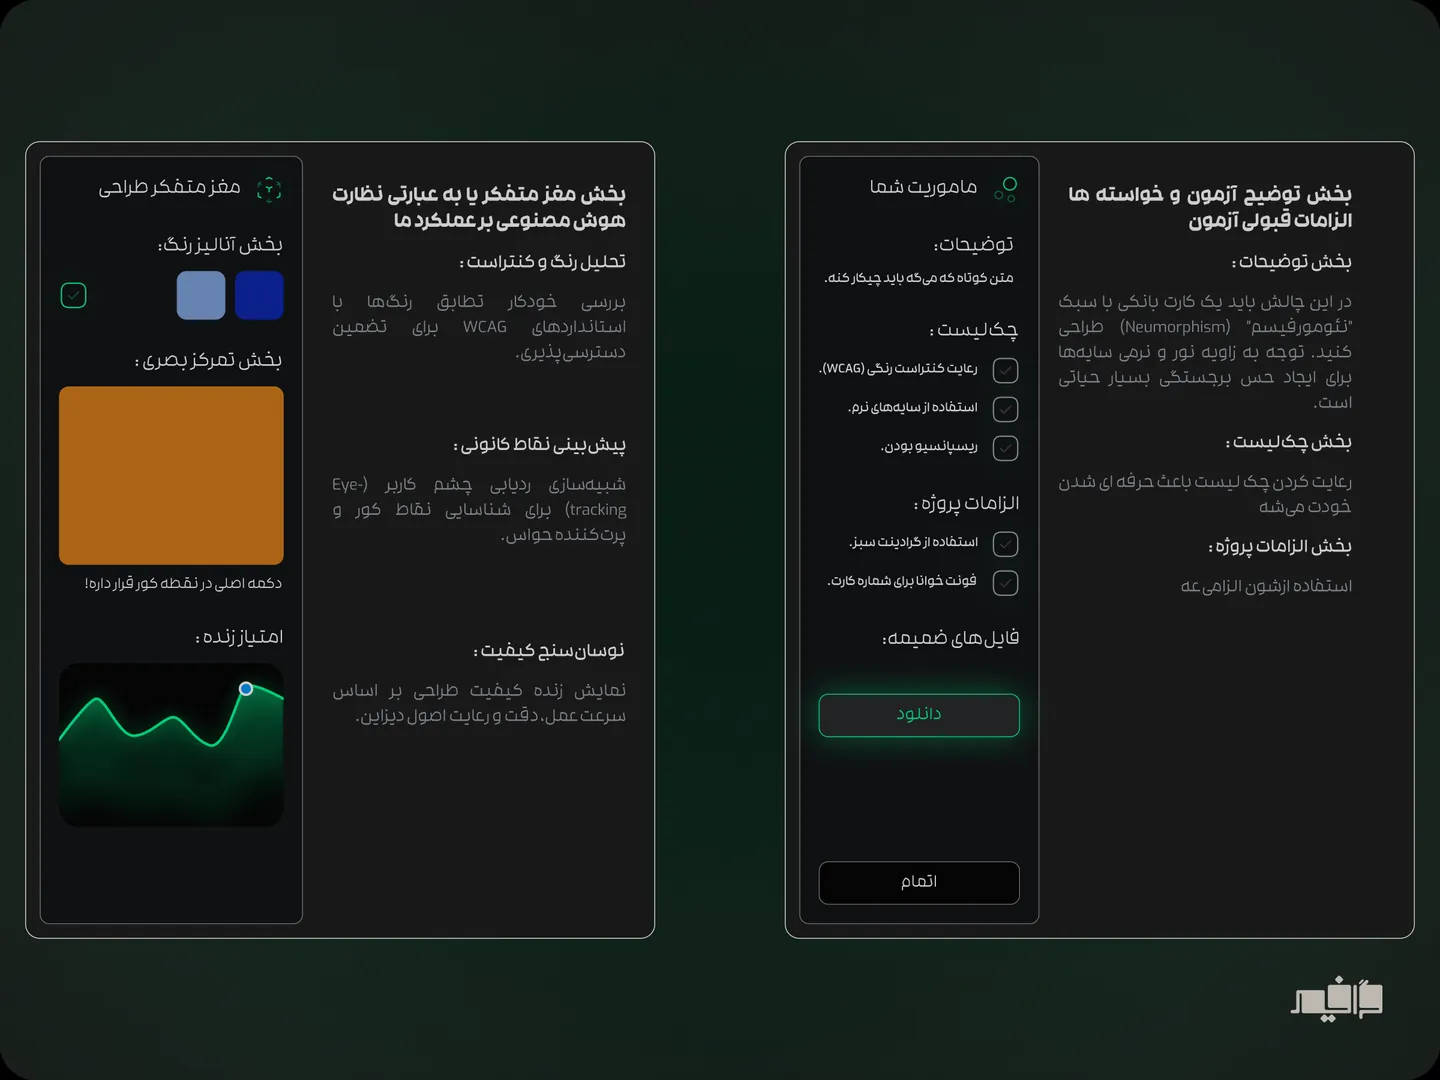 بخش توضیح آزمون و خواسته ها
الزامات قبولی آزمون
بخش توضیحات :
در این چالش باید یک کارت بانکی با سبک
"نئومورفیسم" (Neumorphism) طراحی
کنید. توجه به زاویه نور و نرمی سایه‌ها
برای ایجاد حس برجستگی بسیار حیاتی
است.
بخش چک‌لیست :
رعایت کردن چک لیست باعث حرفه ای شدن
خودت می‌شه
بخش الزامات پروژه :
استفاده ازشون الزامی‌عه
ماموریت شما
توضیحات:
متن کوتاه که می‌گه باید چیکار کنه.
چک‌لیست :
رعایت کنتراست رنگی (WCAG).
استفاده از سایه‌های نرم.
ریسپانسیو بودن.
الزامات پروژه :
استفاده از گرادینت سبز.
فونت خوانا برای شماره کارت.
فایل‌های ضمیمه:
دانلود
اتمام
بخش مغز متفکر یا به عبارتی نظارت
هوش مصنوعی بر عملکرد ما
تحلیل رنگ و کنتراست :
بررسی خودکار تطابق رنگ‌ها با
استانداردهای WCAG برای تضمین
دسترسی‌پذیری.
پیش‌بینی نقاط کانونی :
شبیه‌سازی ردیابی چشم کاربر (Eye-
tracking) برای شناسایی نقاط کور و
پرت‌کننده حواس.
نوسان‌سنج کیفیت :
نمایش زنده کیفیت طراحی بر اساس
سرعت عمل، دقت و رعایت اصول دیزاین.
مغز متفکر طراحی
بخش آنالیز رنگ:
بخش تمرکز بصری :
دکمه اصلی در نقطه کور قرار داره!
امتیاز زنده :
گرافیر